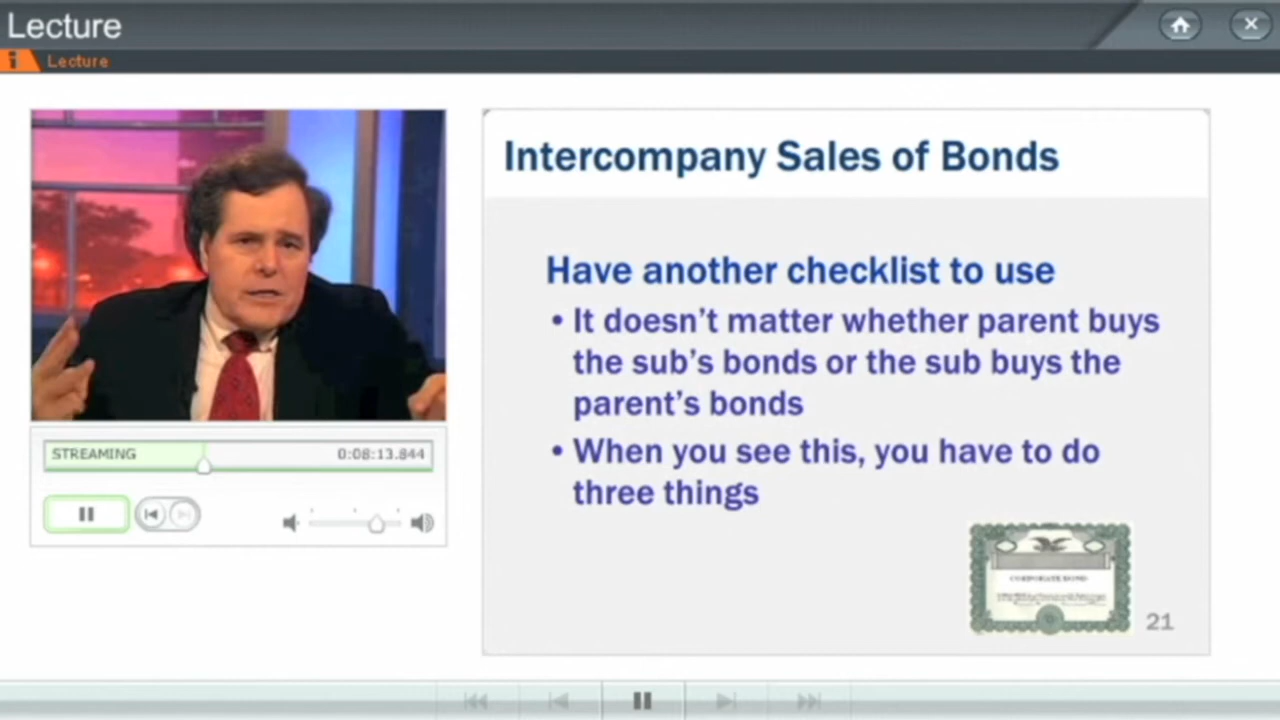 Lecture
i Lecture
Intercompany Sales of Bonds
Have another checklist to use
• It doesn't matter whether parent buys
the sub's bonds or the sub buys the
parent's bonds
• When you see this, you have to do
three things
STREAMING 0:08:13.844
CORPORATE BOND
21